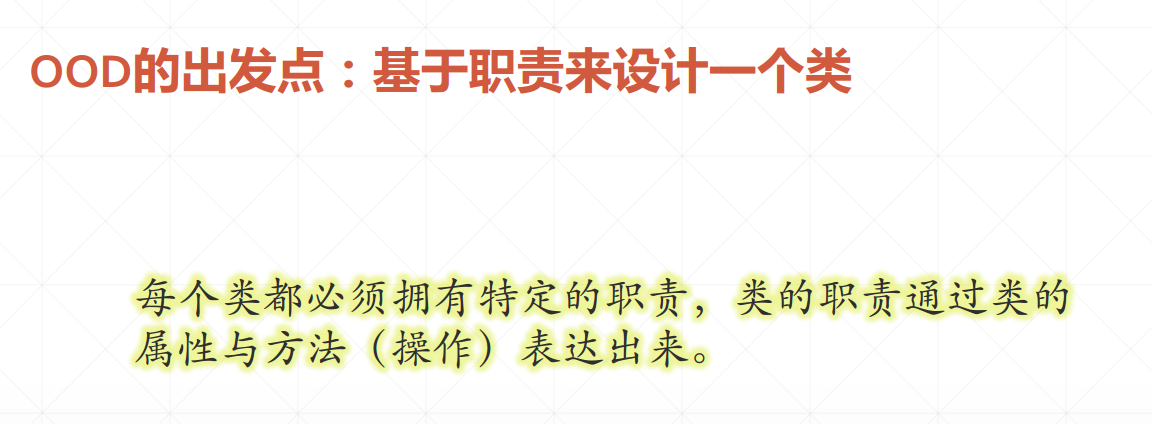 OOD的出发点：基于职责来设计一个类
每个类都必须拥有特定的职责，类的职责通过类的
属性与方法（操作）表达出来。